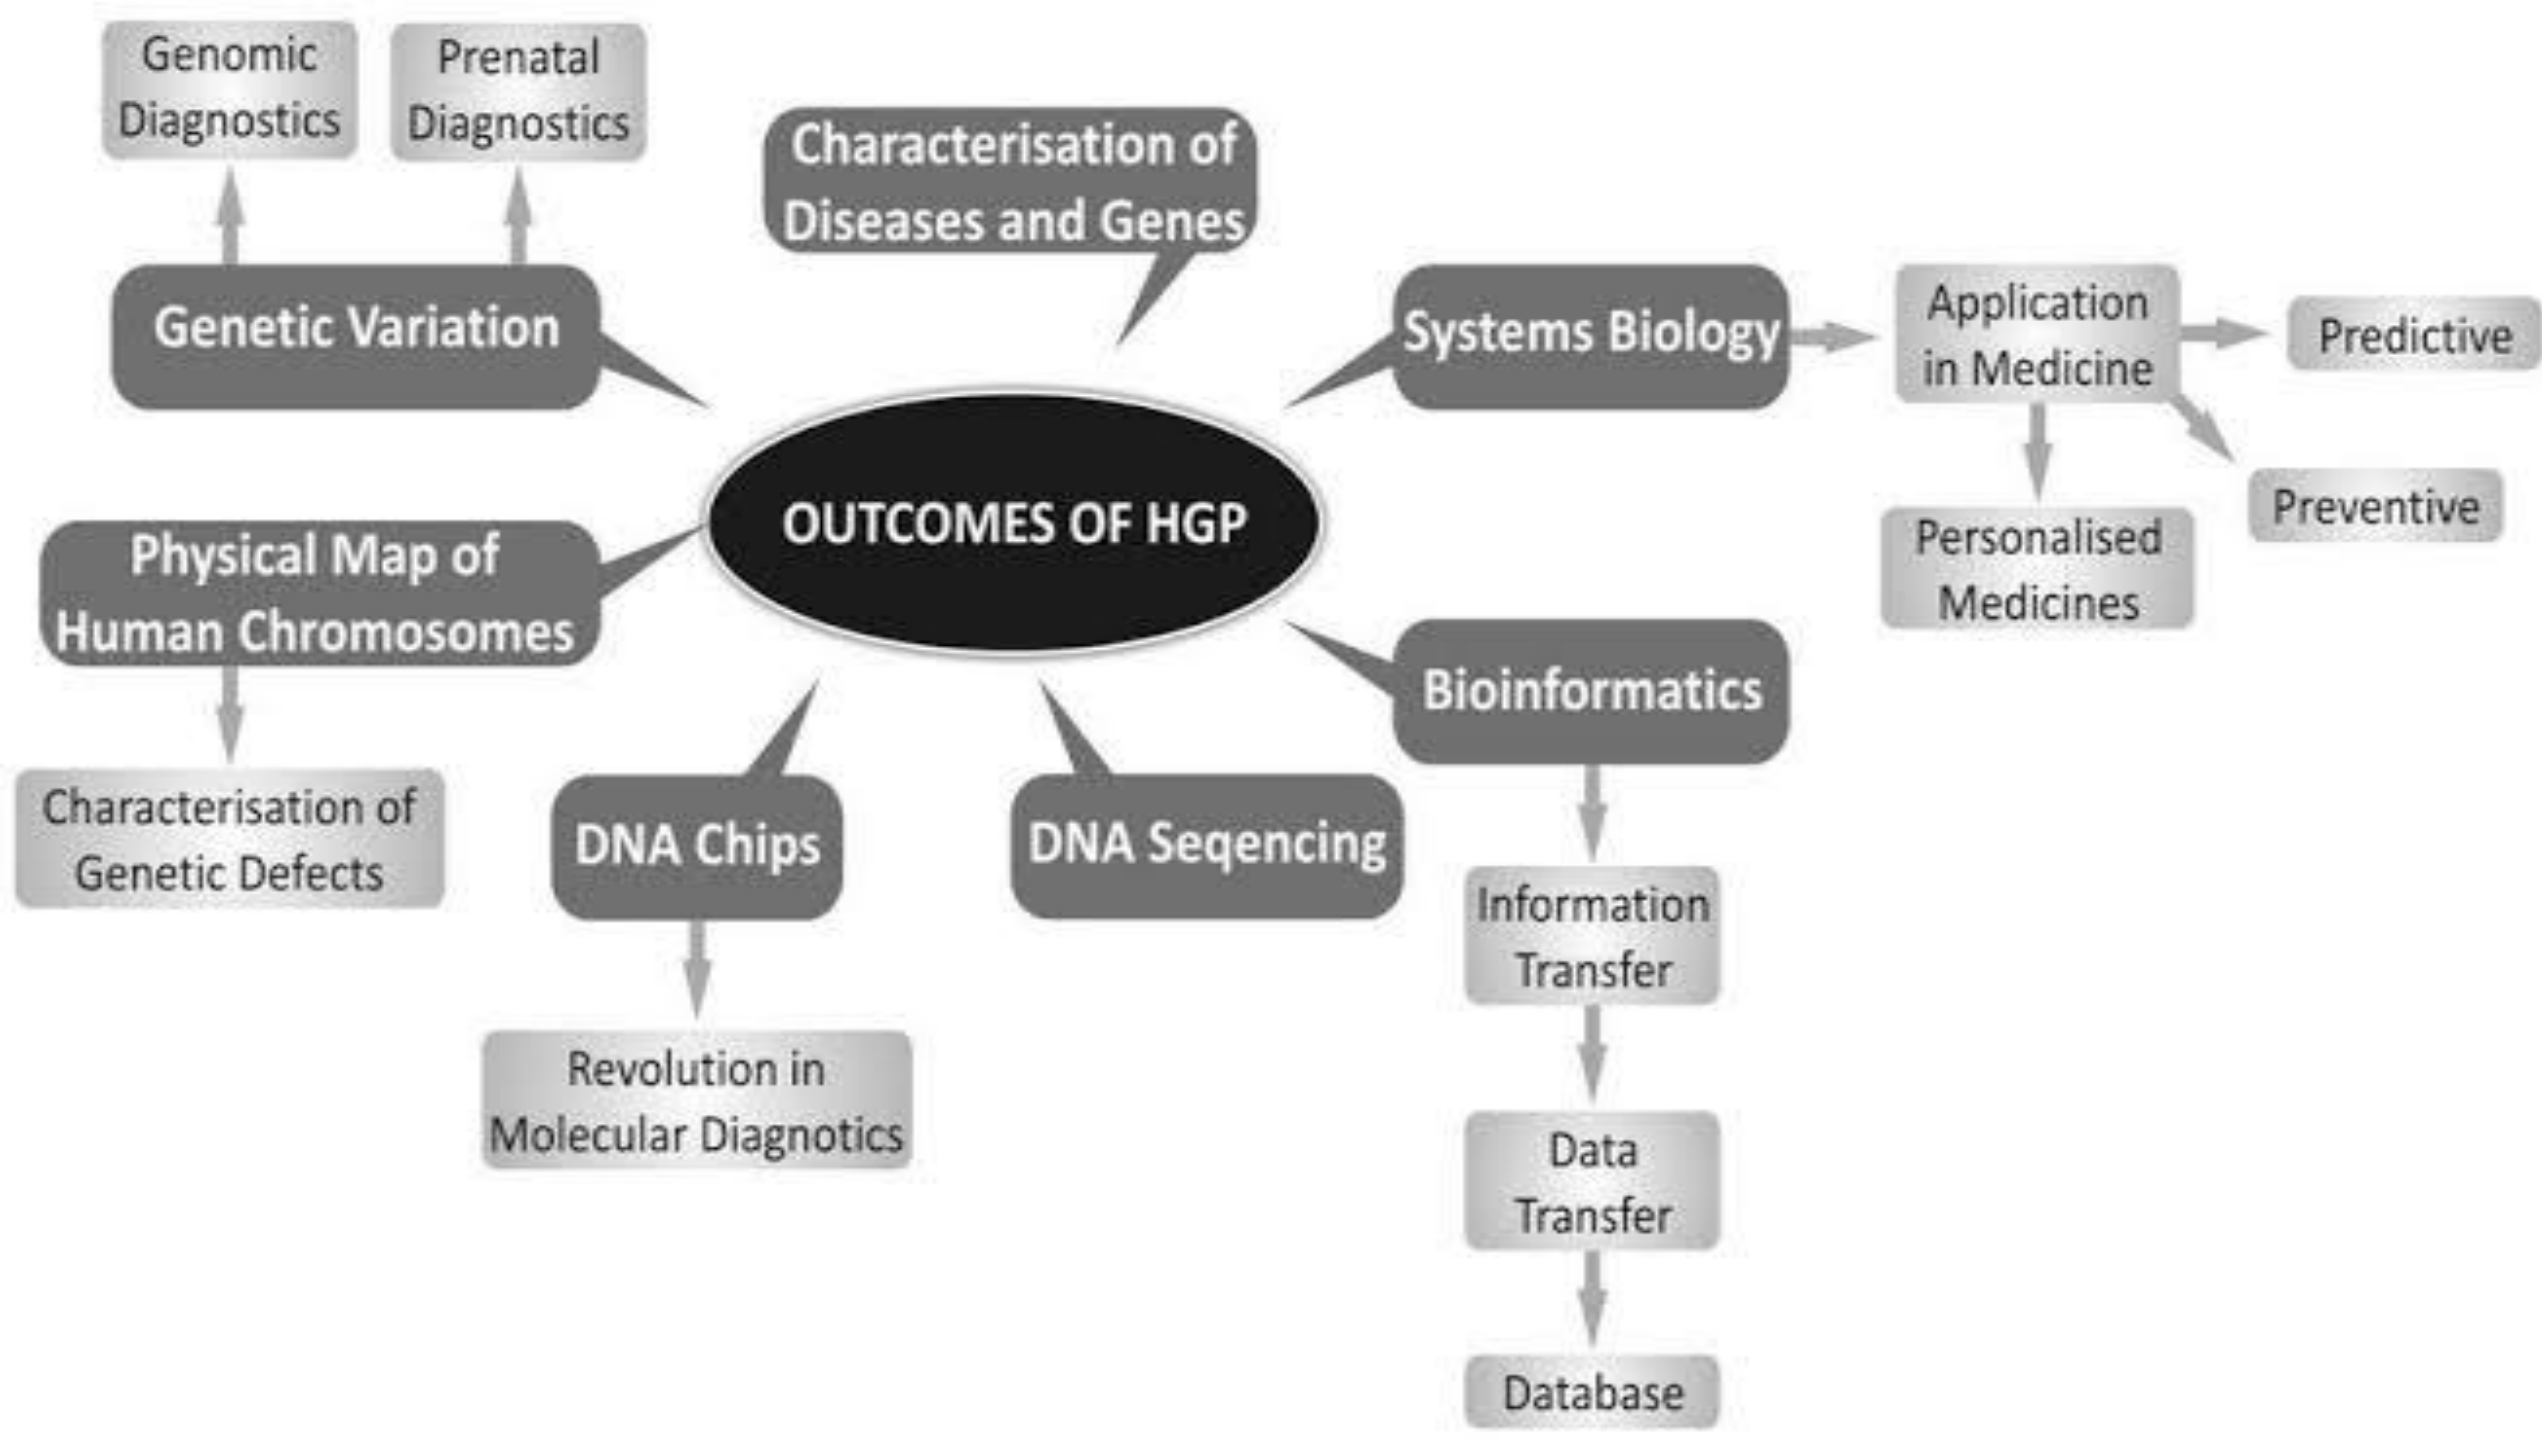 Genomic
Diagnostics
Prenatal
Diagnostics
Characterisation of
Diseases and Genes
Genetic Variation
Systems Biology
Application
in Medicine
Predictive
Preventive
Personalised
Medicines
OUTCOMES OF HGP
Physical Map of
Human Chromosomes
Bioinformatics
Characterisation of
Genetic Defects
DNA Chips
DNA Seqencing
Information
Transfer
Revolution in
Molecular Diagnotics
Data
Transfer
Database